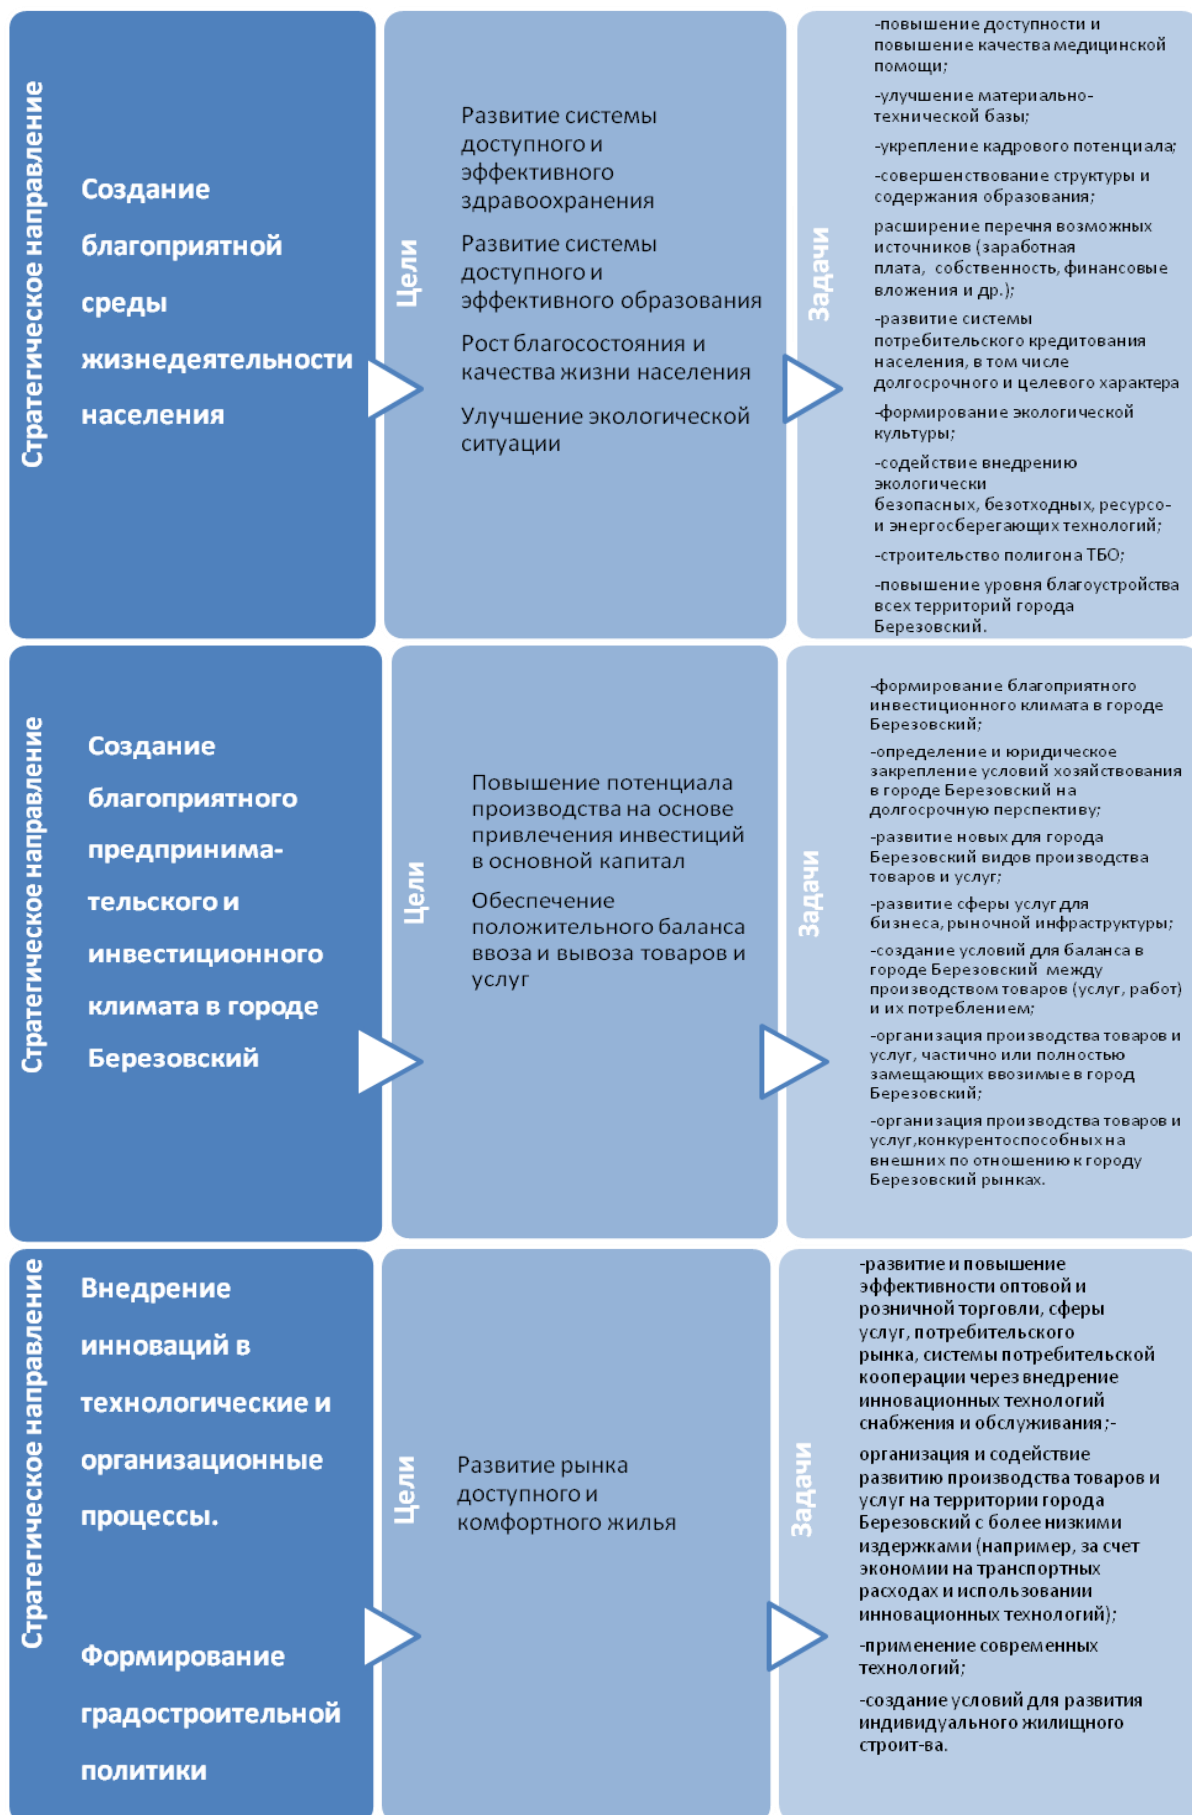 Стратегическое направление
Создание
благоприятной
среды
жизнедеятельности
населения
Цели
Развитие системы
доступного и
эффективного
здравоохранения
Развитие системы
доступного и
эффективного образования
Рост благосостояния и
качества жизни населения
Улучшение экологической
ситуации
Задачи
-повышение доступности и
повышение качества медицинской
помощи;
-улучшение материально-
технической базы;
-укрепление кадрового потенциала;
-совершенствование структуры и
содержания образования;
расширение перечня возможных
источников (заработная
плата, собственность, финансовые
вложения и др.);
-развитие системы
потребительского кредитования
населения, в том числе
долгосрочного и целевого характера
-формирование экологической
культуры;
-содействие внедрению
экологически
безопасных, безотходных, ресурсо-
и энергосберегающих технологий;
-строительство полигона ТБО;
-повышение уровня благоустройства
всех территорий города
Березовский.
Стратегическое направление
Создание
благоприятного
предпринима-
тельского и
инвестиционного
климата в городе
Березовский
Цели
Повышение потенциала
производства на основе
привлечения инвестиций
в основной капитал
Обеспечение
положительного баланса
ввоза и вывоза товаров и
услуг
Задачи
-формирование благоприятного
инвестиционного климата в городе
Березовский;
-определение и юридическое
закрепление условий хозяйствования
в городе Березовский на
долгосрочную перспективу;
-развитие новых для города
Березовский видов производства
товаров и услуг;
-развитие сферы услуг для
бизнеса, рыночной инфраструктуры;
-создание условий для баланса в
городе Березовский между
производством товаров (услуг, работ)
и их потреблением;
-организация производства товаров и
услуг, частично или полностью
замещающих ввозимые в город
Березовский;
-организация производства товаров и
услуг,конкурентоспособных на
внешних по отношению к городу
Березовский рынках.
Стратегическое направление
Внедрение
инноваций в
технологические и
организационные
процессы.
Формирование
градостроительной
политики
Цели
Развитие рынка
доступного и
комфортного жилья
Задачи
-развитие и повышение
эффективности оптовой и
розничной торговли, сферы
услуг, потребительского
рынка, системы потребительской
кооперации через внедрение
инновационных технологий
снабжения и обслуживания;-
организация и содействие
развитию производства товаров и
услуг на территории города
Березовский с более низкими
издержками (например, за счет
экономии на транспортных
расходах и использовании
инновационных технологий);
-применение современных
технологий;
-создание условий для развития
индивидуального жилищного
строит-ва.